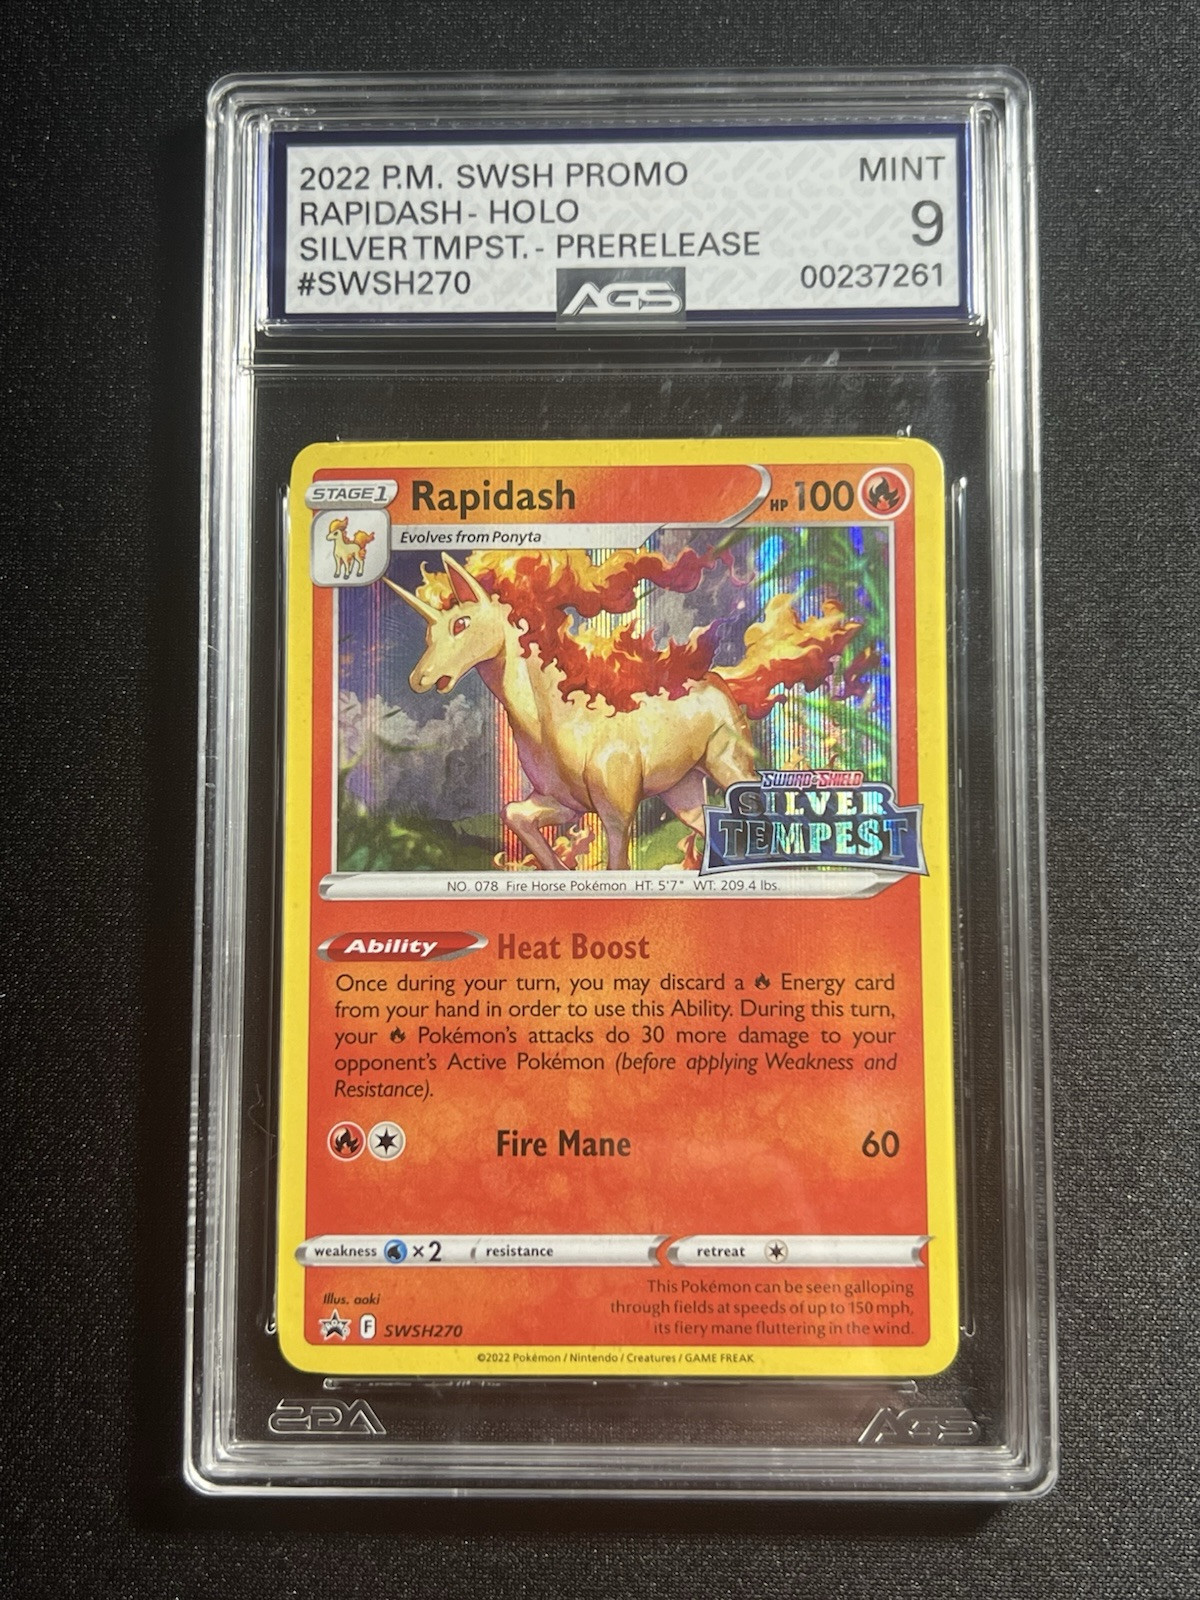 2022 P.M. SWSH PROMO
MINT
RAPIDASH - HOLO
9
SILVER TMPST. - PRERELEASE
#SWSH270
AGS
00237261
STAGE 1
Rapidash
HP 100
Evolves from Ponyta
SWORD & SHIELD
SILVER
TEMPEST
NO. 078 Fire Horse Pokémon HT: 5'7" WT: 209.4 lbs.
Ability Heat Boost
Once during your turn, you may discard a Energy card
from your hand in order to use this Ability. During this turn,
your Pokémon's attacks do 30 more damage to your
opponent's Active Pokémon (before applying Weakness and
Resistance).
Fire Mane 60
weakness ×2 resistance retreat
This Pokémon can be seen galloping
through fields at speeds of up to 150 mph,
its fiery mane fluttering in the wind.
Illus. aoki
F SWSH270
©2022 Pokémon / Nintendo / Creatures / GAME FREAK
AGS
AGS